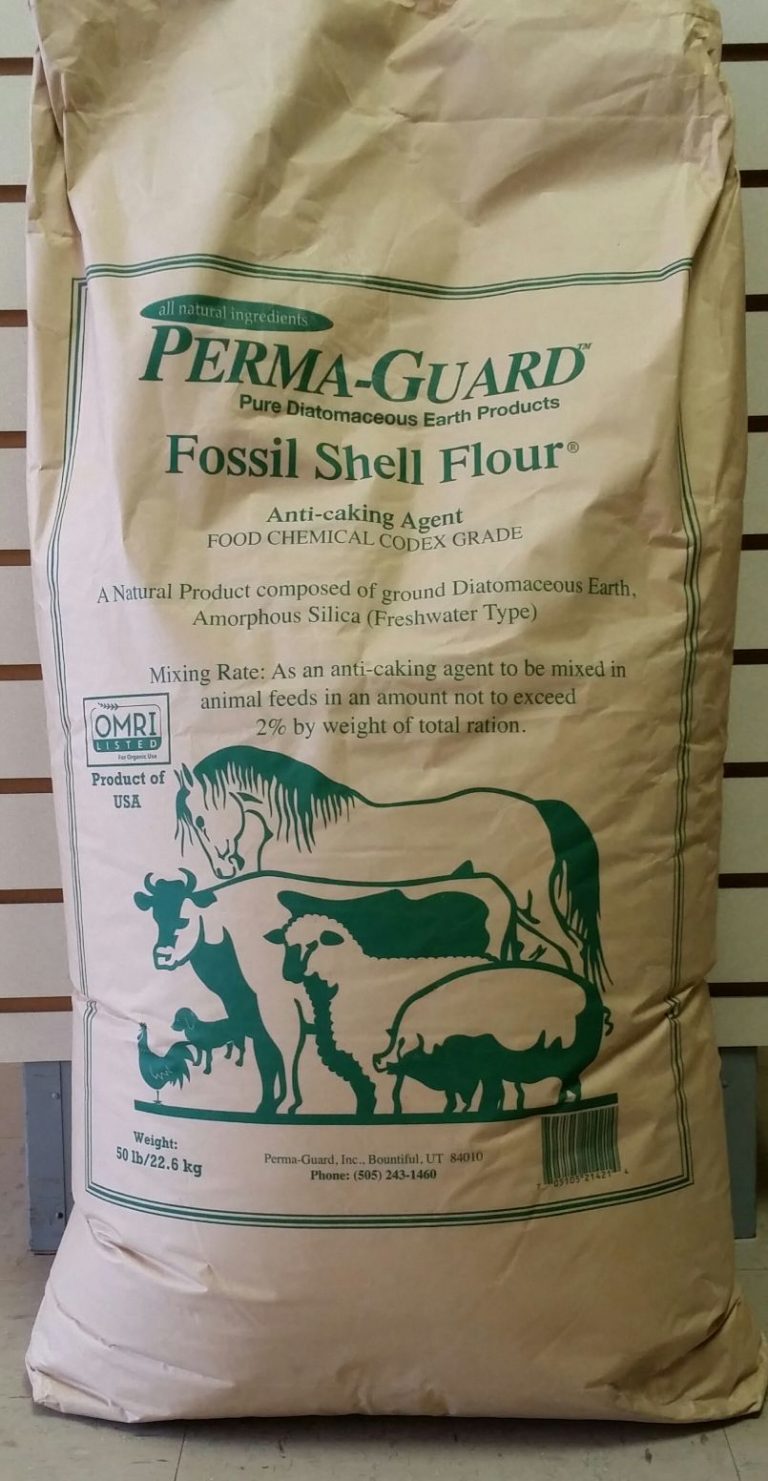 all natural ingredients
PERMA-GUARD™
Pure Diatomaceous Earth Products
Fossil Shell Flour®
Anti-caking Agent
FOOD CHEMICAL CODEX GRADE
A Natural Product composed of ground Diatomaceous Earth,
Amorphous Silica (Freshwater Type)
Mixing Rate: As an anti-caking agent to be mixed in
animal feeds in an amount not to exceed
2% by weight of total ration.
OMRI
LISTED
For Organic Use
Product of
USA
Weight:
50 lb/22.6 kg
Perma-Guard, Inc., Bountiful, UT 84010
Phone: (505) 243-1460